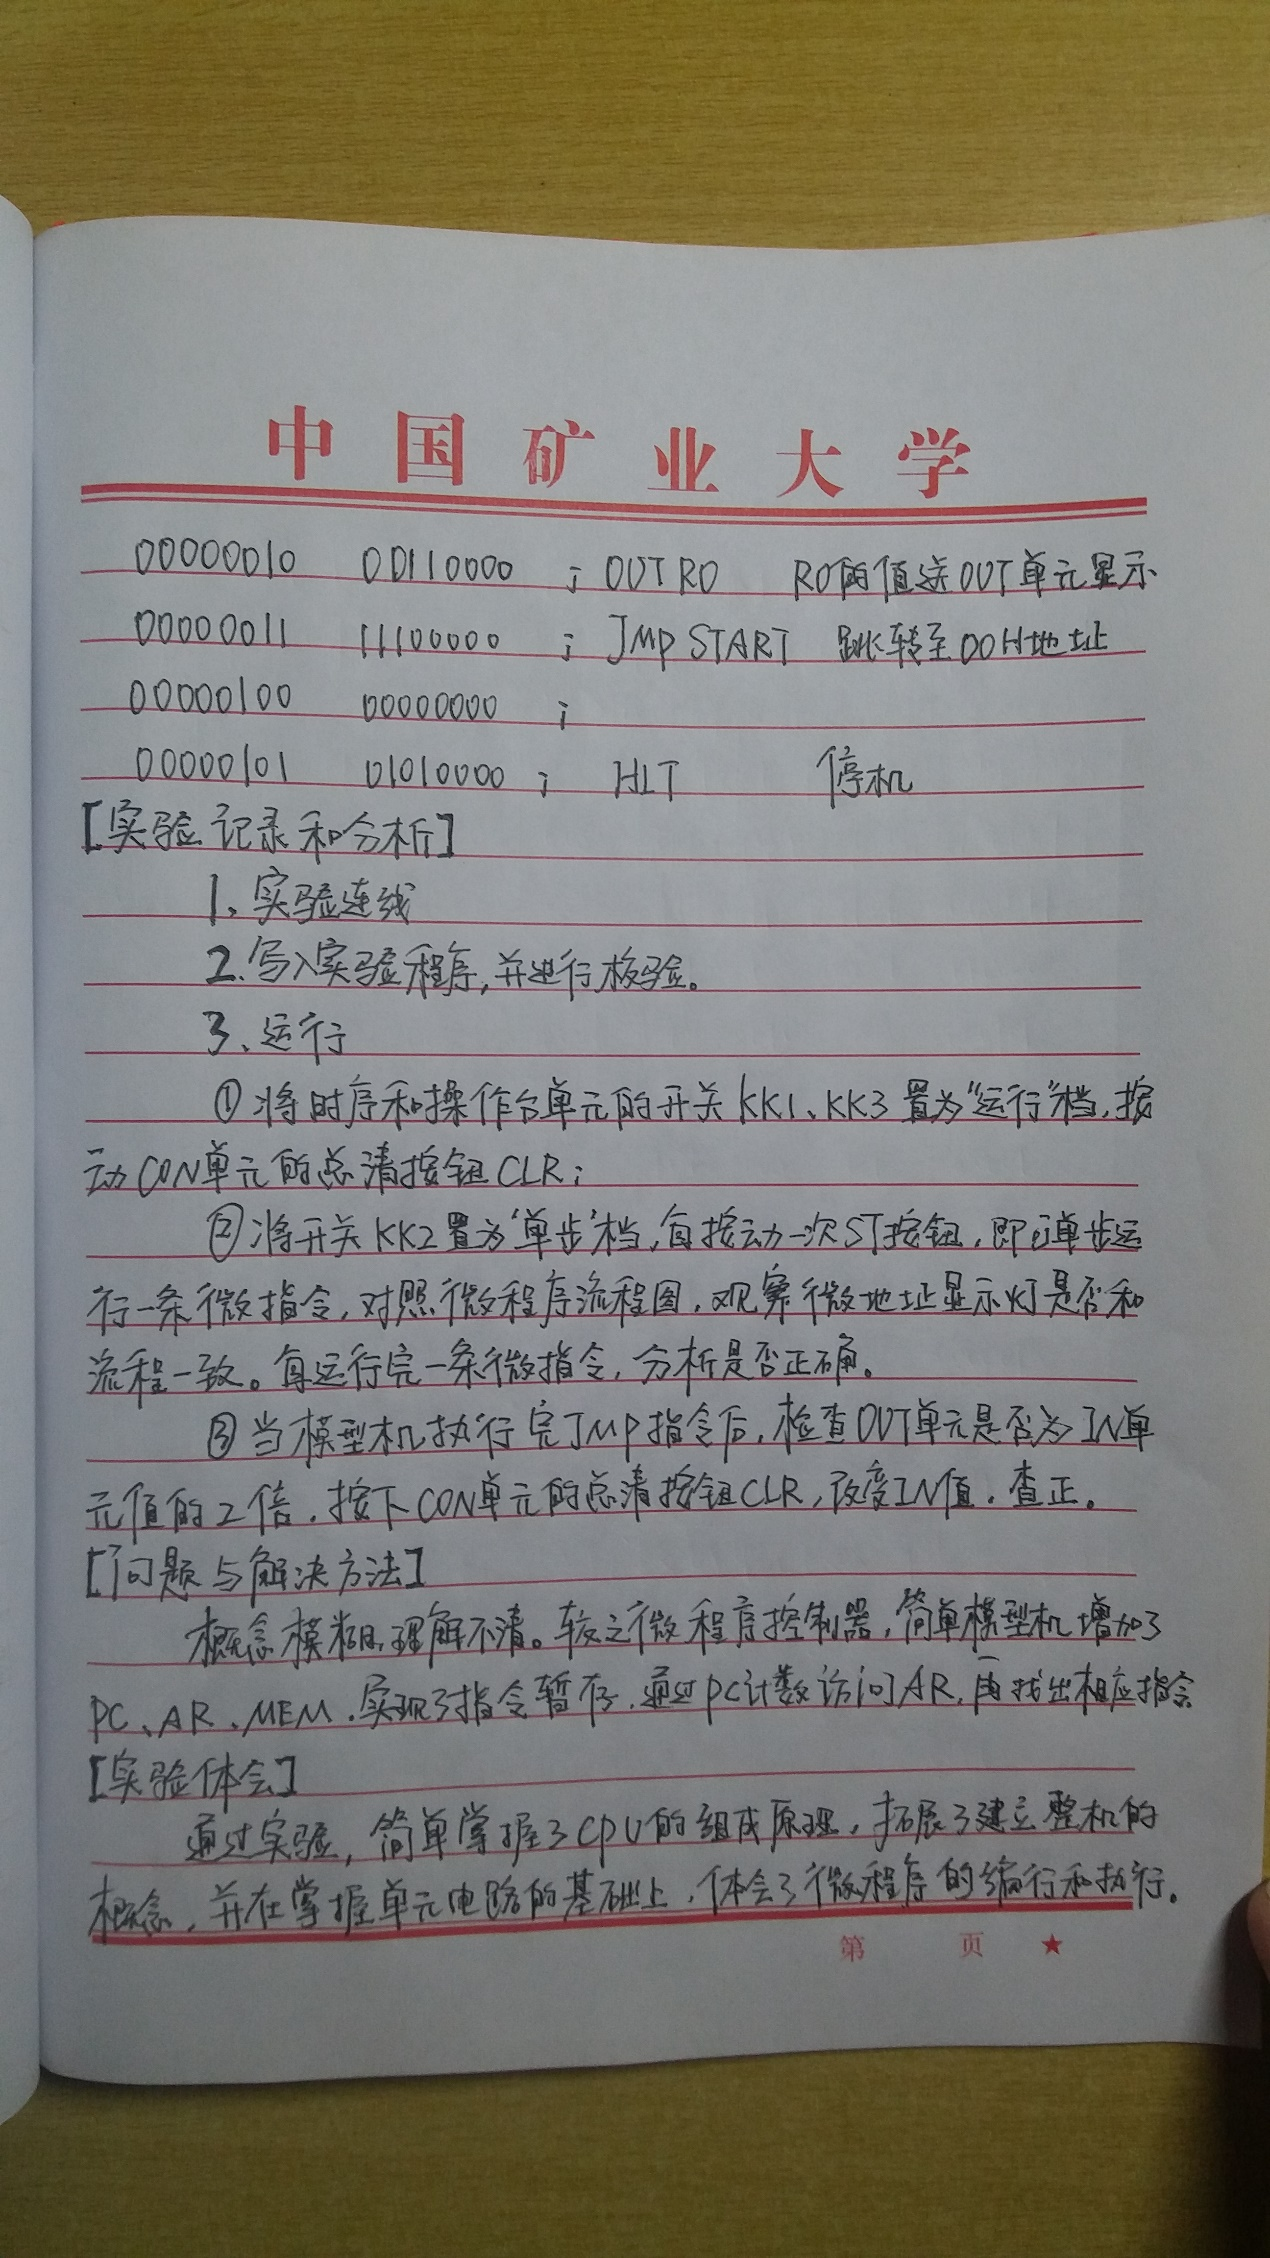 中国矿业大学
00000010 00110000 ; OUT R0 R0的值送OUT单元显示
00000011 11100000 ; JMP START 跳转至00H地址
00000100 00000000 ;
00000101 01010000 ; HLT 停机
[实验记录和分析]
1、实验连线
2、写入实验程序,并进行校验。
3、运行
①将时序和操作台单元的开关KK1、KK3置为“运行”档,按
动CON单元的总清按钮CLR;
②将开关KK2置为‘单步’档,每按动一次ST按钮,即单步运
行一条微指令,对照微程序流程图,观察微地址显示灯是否和
流程一致。每运行完一条微指令,分析是否正确。
③当模型机执行完JMP指令后,检查OUT单元是否为IN单
元值的2倍,按下CON单元的总清按钮CLR,改变IN值,查正。
[问题与解决方法]
概念模糊,理解不清。较之微程序控制器,简单模型机增加了
PC、AR、MEM.实现了指令暂存,通过PC计数访问AR,再找出相应指令
[实验体会]
通过实验,简单掌握了CPU的组成原理,拓展了建立整机的
概念,并在掌握单元电路的基础上,体会了微程序的编行和执行。
第 页 ★